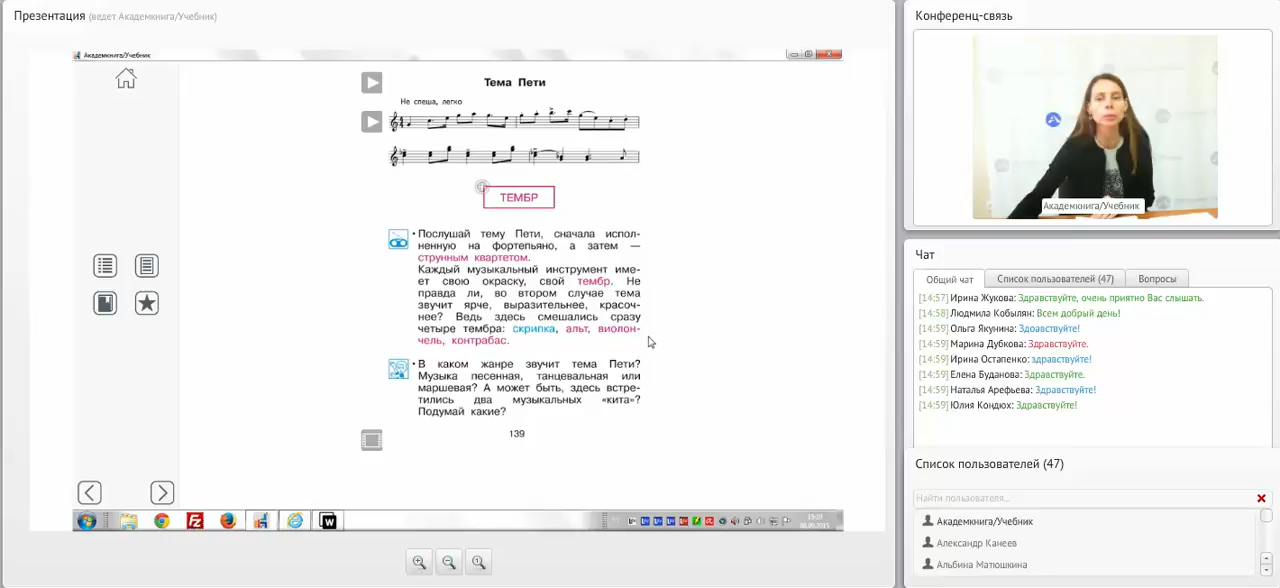 Презентация (ведет Академкнига/Учебник)
Академкнига/Учебник
Тема Пети
Не спеша, легко
ТЕМБР
• Послушай тему Пети, сначала испол-
ненную на фортепьяно, а затем —
струнным квартетом.
Каждый музыкальный инструмент име-
ет свою окраску, свой тембр. Не
правда ли, во втором случае тема
звучит ярче, выразительнее, красоч-
нее? Ведь здесь смешались сразу
четыре тембра: скрипка, альт, виолон-
чель, контрабас.
• В каком жанре звучит тема Пети?
Музыка песенная, танцевальная или
маршевая? А может быть, здесь встре-
тились два музыкальных «кита»?
Подумай какие?
139
Конференц-связь
Академкнига/Учебник
Чат
Общий чат
Список пользователей (47)
Вопросы
[14:57] Ирина Жукова: Здравствуйте, очень приятно Вас слышать.
[14:58] Людмила Кобылян: Всем добрый день!
[14:59] Ольга Якунина: Здоавствуйте!
[14:59] Марина Дубкова: Здравствуйте.
[14:59] Ирина Остапенко: здравствуйте!
[14:59] Елена Буданова: Здравствуйте.
[14:59] Наталья Арефьева: Здравствуйте!
[14:59] Юлия Кондюх: Здравствуйте!
Список пользователей (47)
Найти пользователя...
Академкнига/Учебник
Александр Канеев
Альбина Матюшкина